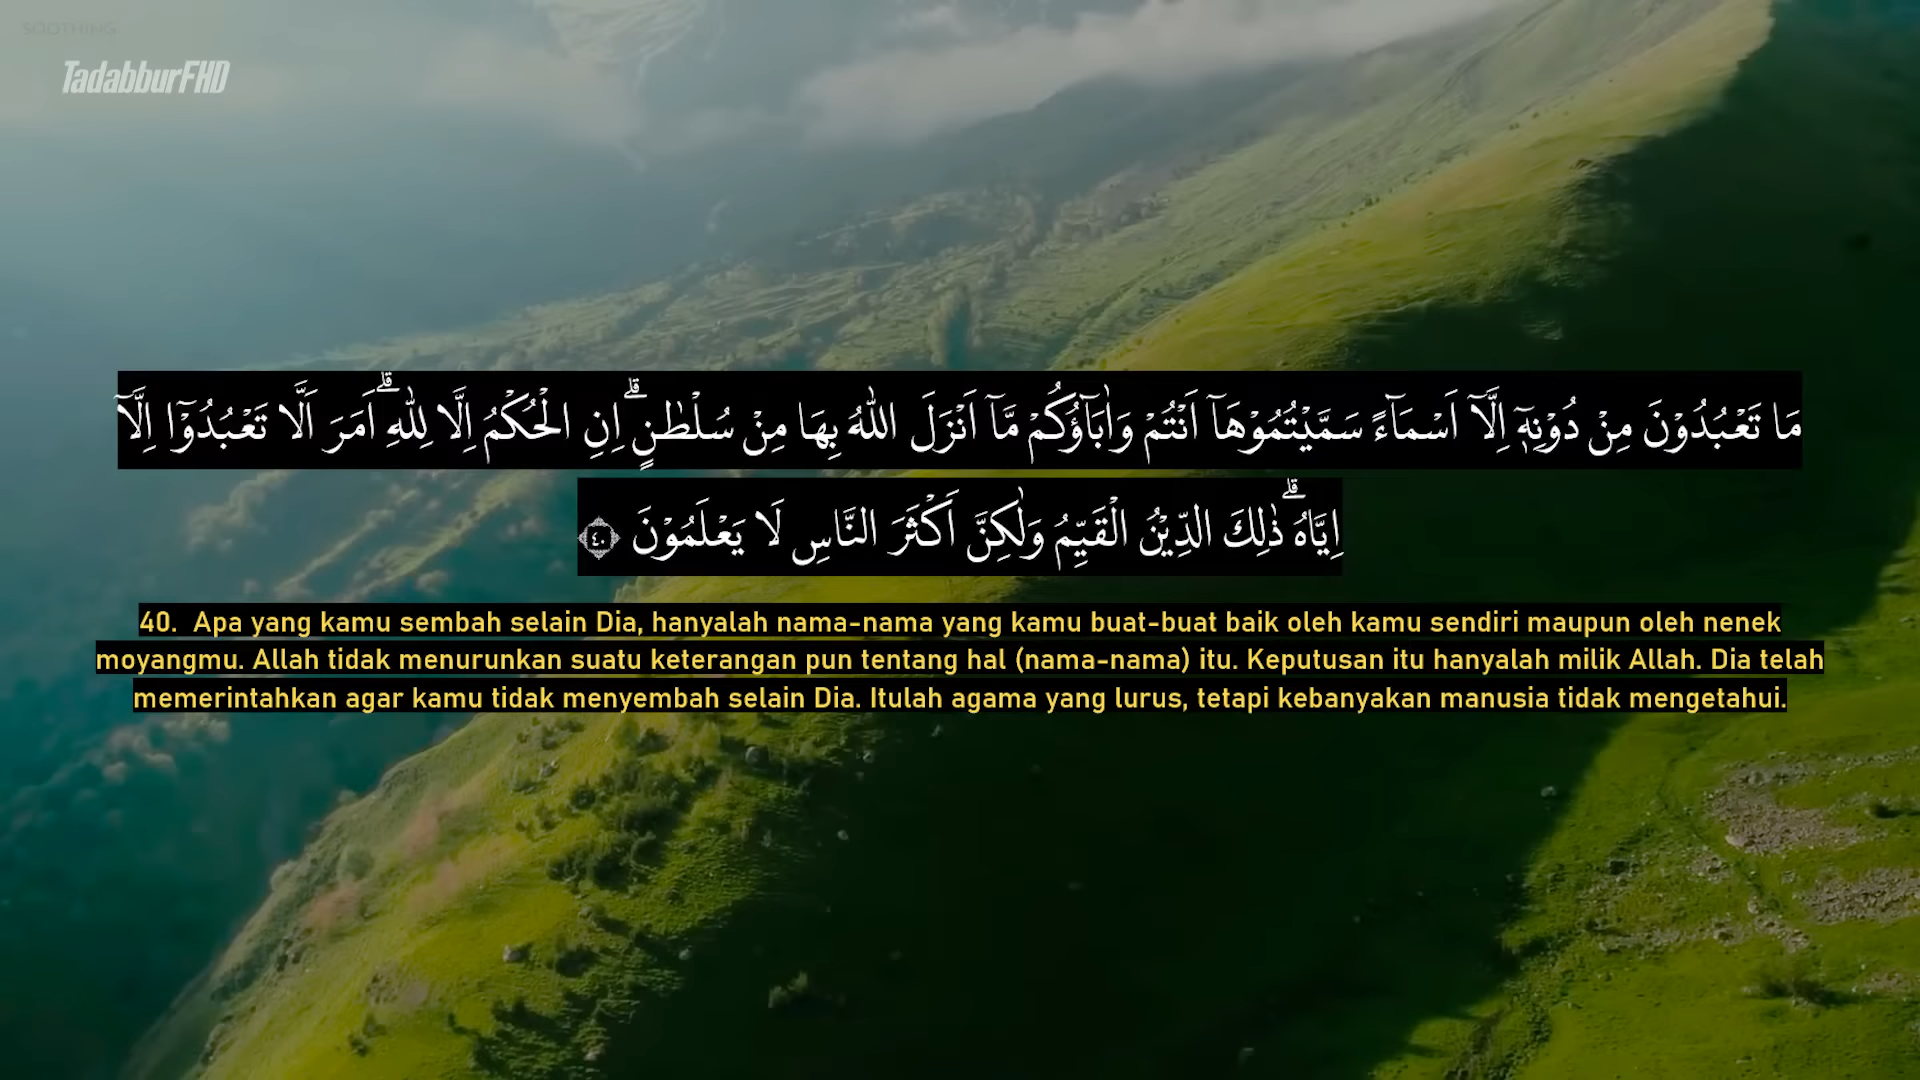 SOOTHING
TadabburFHD
مَا تَعْبُدُوْنَ مِنْ دُوْنِهٖٓ اِلَّآ اَسْمَاۤءً سَمَّيْتُمُوْهَآ اَنْتُمْ وَاٰبَاۤؤُكُمْ مَّآ اَنْزَلَ اللّٰهُ بِهَا مِنْ سُلْطٰنٍۗ اِنِ الْحُكْمُ اِلَّا لِلّٰهِۗ اَمَرَ اَلَّا تَعْبُدُوْٓا اِلَّآ
اِيَّاهُۗ ذٰلِكَ الدِّيْنُ الْقَيِّمُ وَلٰكِنَّ اَكْثَرَ النَّاسِ لَا يَعْلَمُوْنَ ٤٠
40. Apa yang kamu sembah selain Dia, hanyalah nama-nama yang kamu buat-buat baik oleh kamu sendiri maupun oleh nenek
moyangmu. Allah tidak menurunkan suatu keterangan pun tentang hal (nama-nama) itu. Keputusan itu hanyalah milik Allah. Dia telah
memerintahkan agar kamu tidak menyembah selain Dia. Itulah agama yang lurus, tetapi kebanyakan manusia tidak mengetahui.